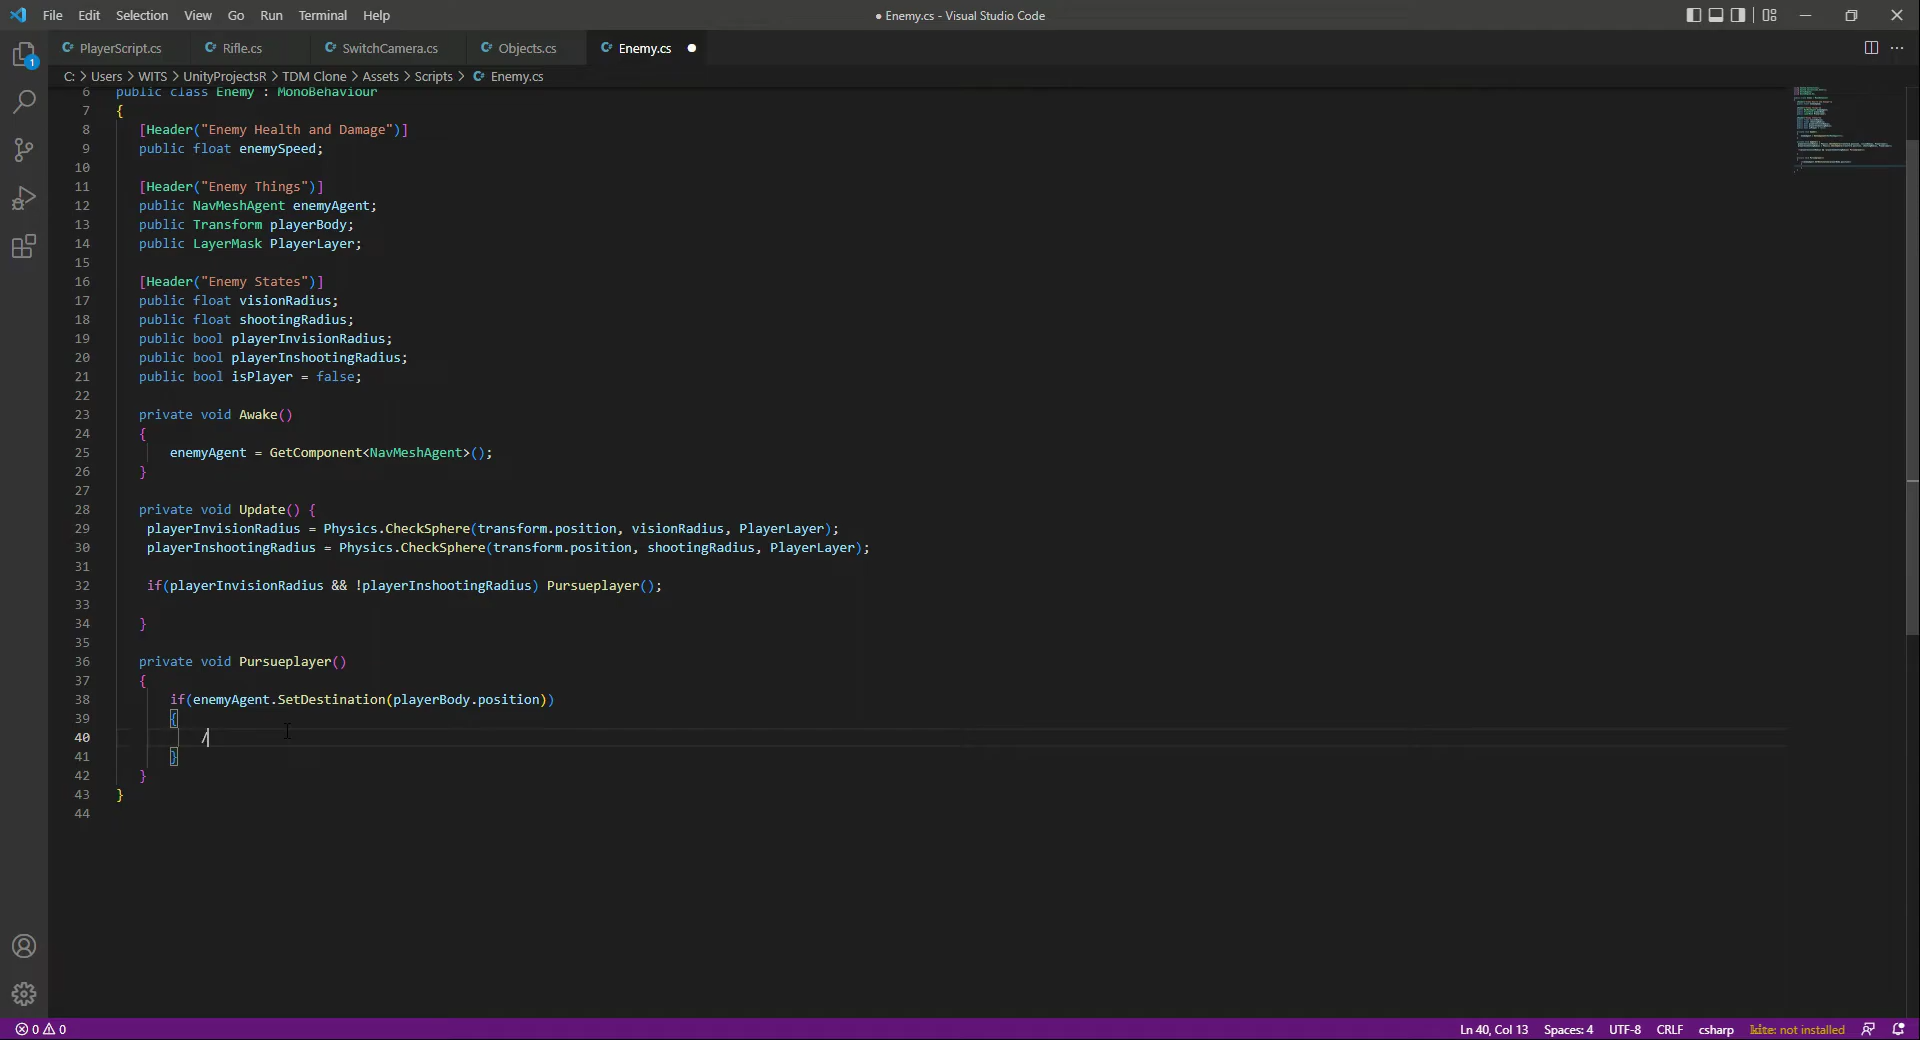 File Edit Selection View Go Run Terminal Help
● Enemy.cs - Visual Studio Code
PlayerScript.cs Rifle.cs SwitchCamera.cs Objects.cs Enemy.cs
C: > Users > WITS > UnityProjectsR > TDM Clone > Assets > Scripts > Enemy.cs
1
6 public class Enemy : MonoBehaviour
7 {
8 [Header("Enemy Health and Damage")]
9 public float enemySpeed;
10
11 [Header("Enemy Things")]
12 public NavMeshAgent enemyAgent;
13 public Transform playerBody;
14 public LayerMask PlayerLayer;
15
16 [Header("Enemy States")]
17 public float visionRadius;
18 public float shootingRadius;
19 public bool playerInvisionRadius;
20 public bool playerInshootingRadius;
21 public bool isPlayer = false;
22
23 private void Awake()
24 {
25 enemyAgent = GetComponent<NavMeshAgent>();
26 }
27
28 private void Update() {
29 playerInvisionRadius = Physics.CheckSphere(transform.position, visionRadius, PlayerLayer);
30 playerInshootingRadius = Physics.CheckSphere(transform.position, shootingRadius, PlayerLayer);
31
32 if(playerInvisionRadius && !playerInshootingRadius) Pursueplayer();
33
34 }
35
36 private void Pursueplayer()
37 {
38 if(enemyAgent.SetDestination(playerBody.position))
39 {
40 /
41 }
42 }
43 }
44
0 0 Ln 40, Col 13 Spaces: 4 UTF-8 CRLF csharp kite: not installed